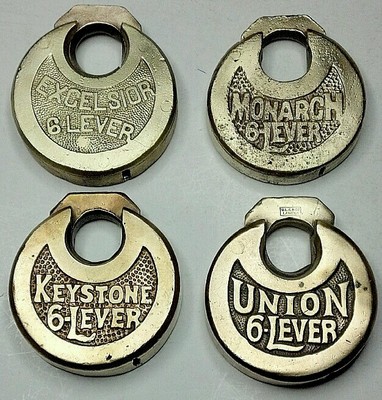 EXCELSIOR
6-LEVER
MONARCH
6-LEVER
KEYSTONE
6-LEVER
UNION
6-LEVER